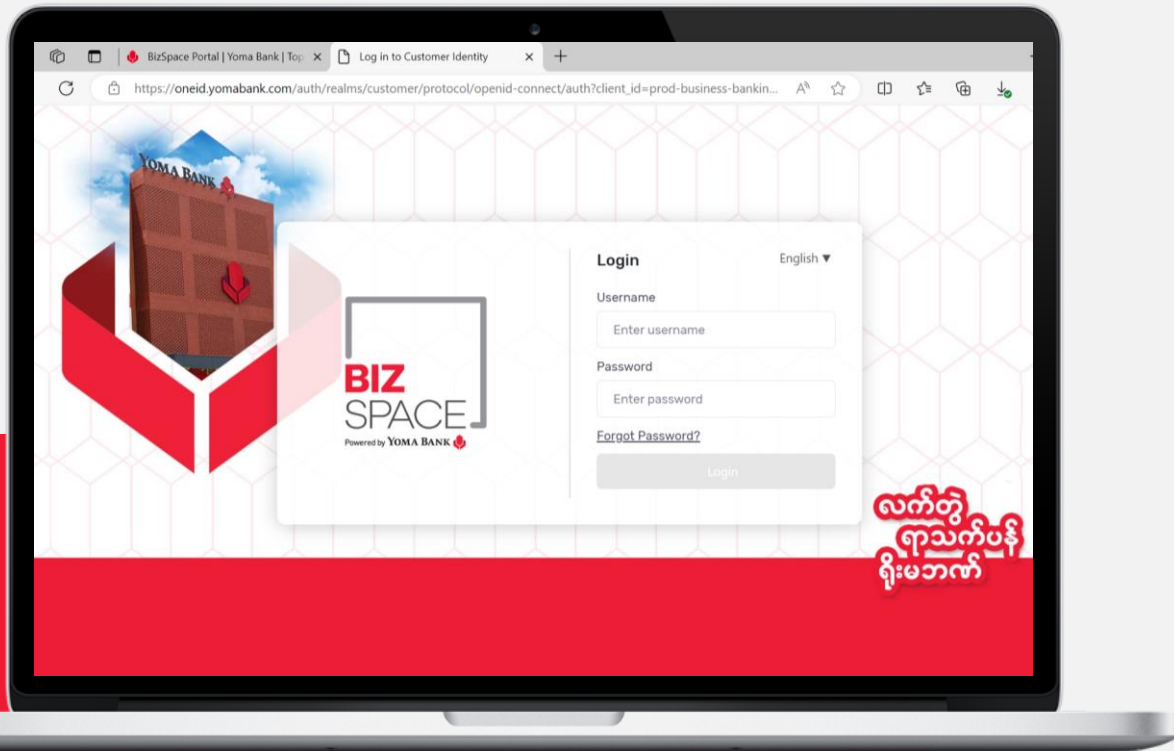 BizSpace Portal | Yoma Bank | Top
Log in to Customer Identity
https://oneid.yomabank.com/auth/realms/customer/protocol/openid-connect/auth?client_id=prod-business-bankin...
YOMA BANK
Login
English ▼
Username
Enter username
Password
Enter password
Forgot Password?
Login
BIZ
SPACE
Powered by YOMA BANK
လက်တွဲ
ရာသက်ပန်
ရိုးမဘဏ်